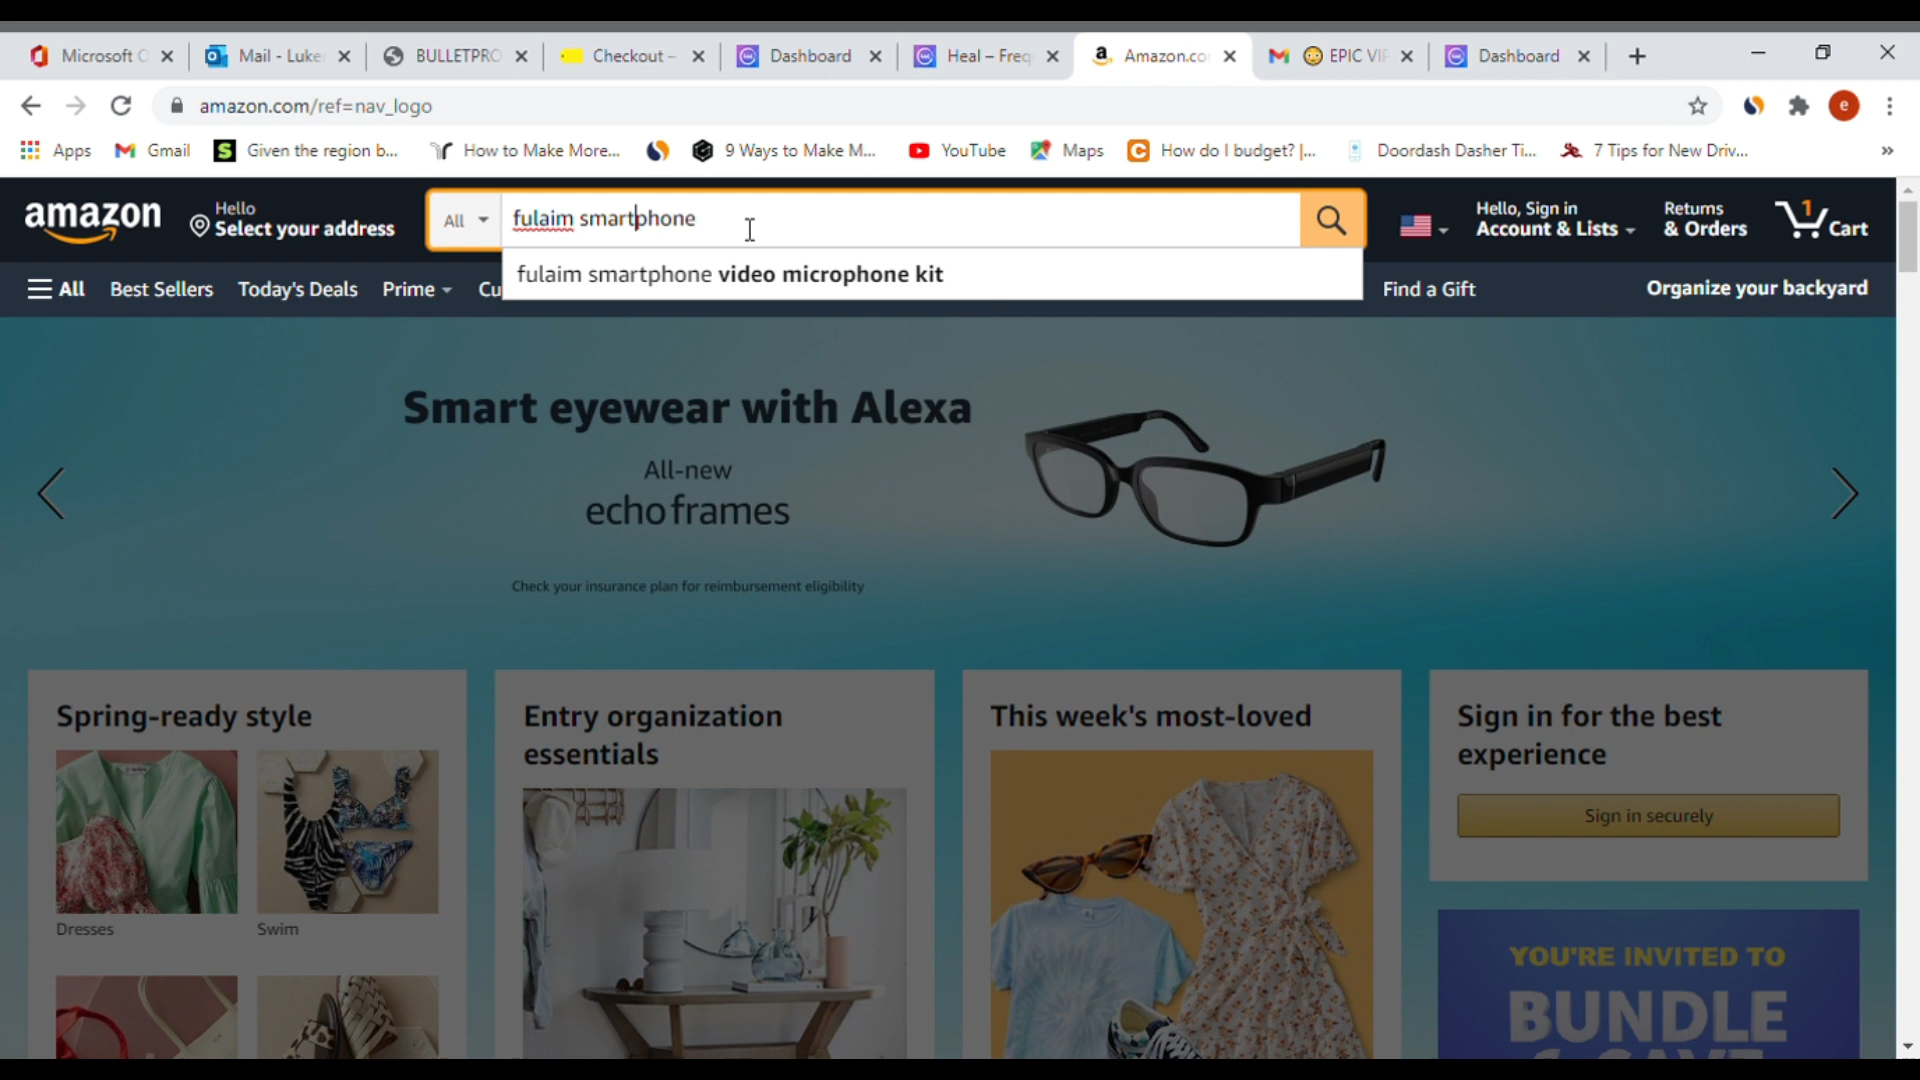 Microsoft O
Mail - Luke
BULLETPRO
Checkout –
Dashboard
Heal – Freq
Amazon.co
EPIC VIP
Dashboard
amazon.com/ref=nav_logo
e
Apps
Gmail
Given the region b...
How to Make More...
9 Ways to Make M...
YouTube
Maps
How do I budget? |...
Doordash Dasher Ti...
7 Tips for New Driv...
»
amazon
Hello
Select your address
All
fulaim smartphone
Hello, Sign in
Account & Lists
Returns
& Orders
1
Cart
fulaim smartphone video microphone kit
All
Best Sellers
Today's Deals
Prime
Cu
Find a Gift
Organize your backyard
Smart eyewear with Alexa
All-new
echo frames
Check your insurance plan for reimbursement eligibility
Spring-ready style
Dresses
Swim
Entry organization
essentials
This week's most-loved
Sign in for the best
experience
Sign in securely
YOU'RE INVITED TO
BUNDLE
& SAVE